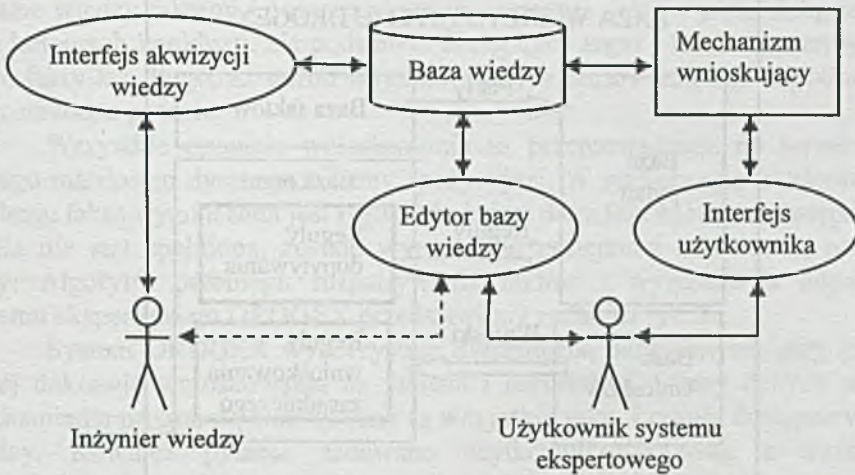 Interfejs akwizycji
wiedzy
Baza wiedzy
Mechanizm
wnioskujący
Edytor bazy
wiedzy
Interfejs
użytkownika
Inżynier wiedzy
Użytkownik systemu
ekspertowego